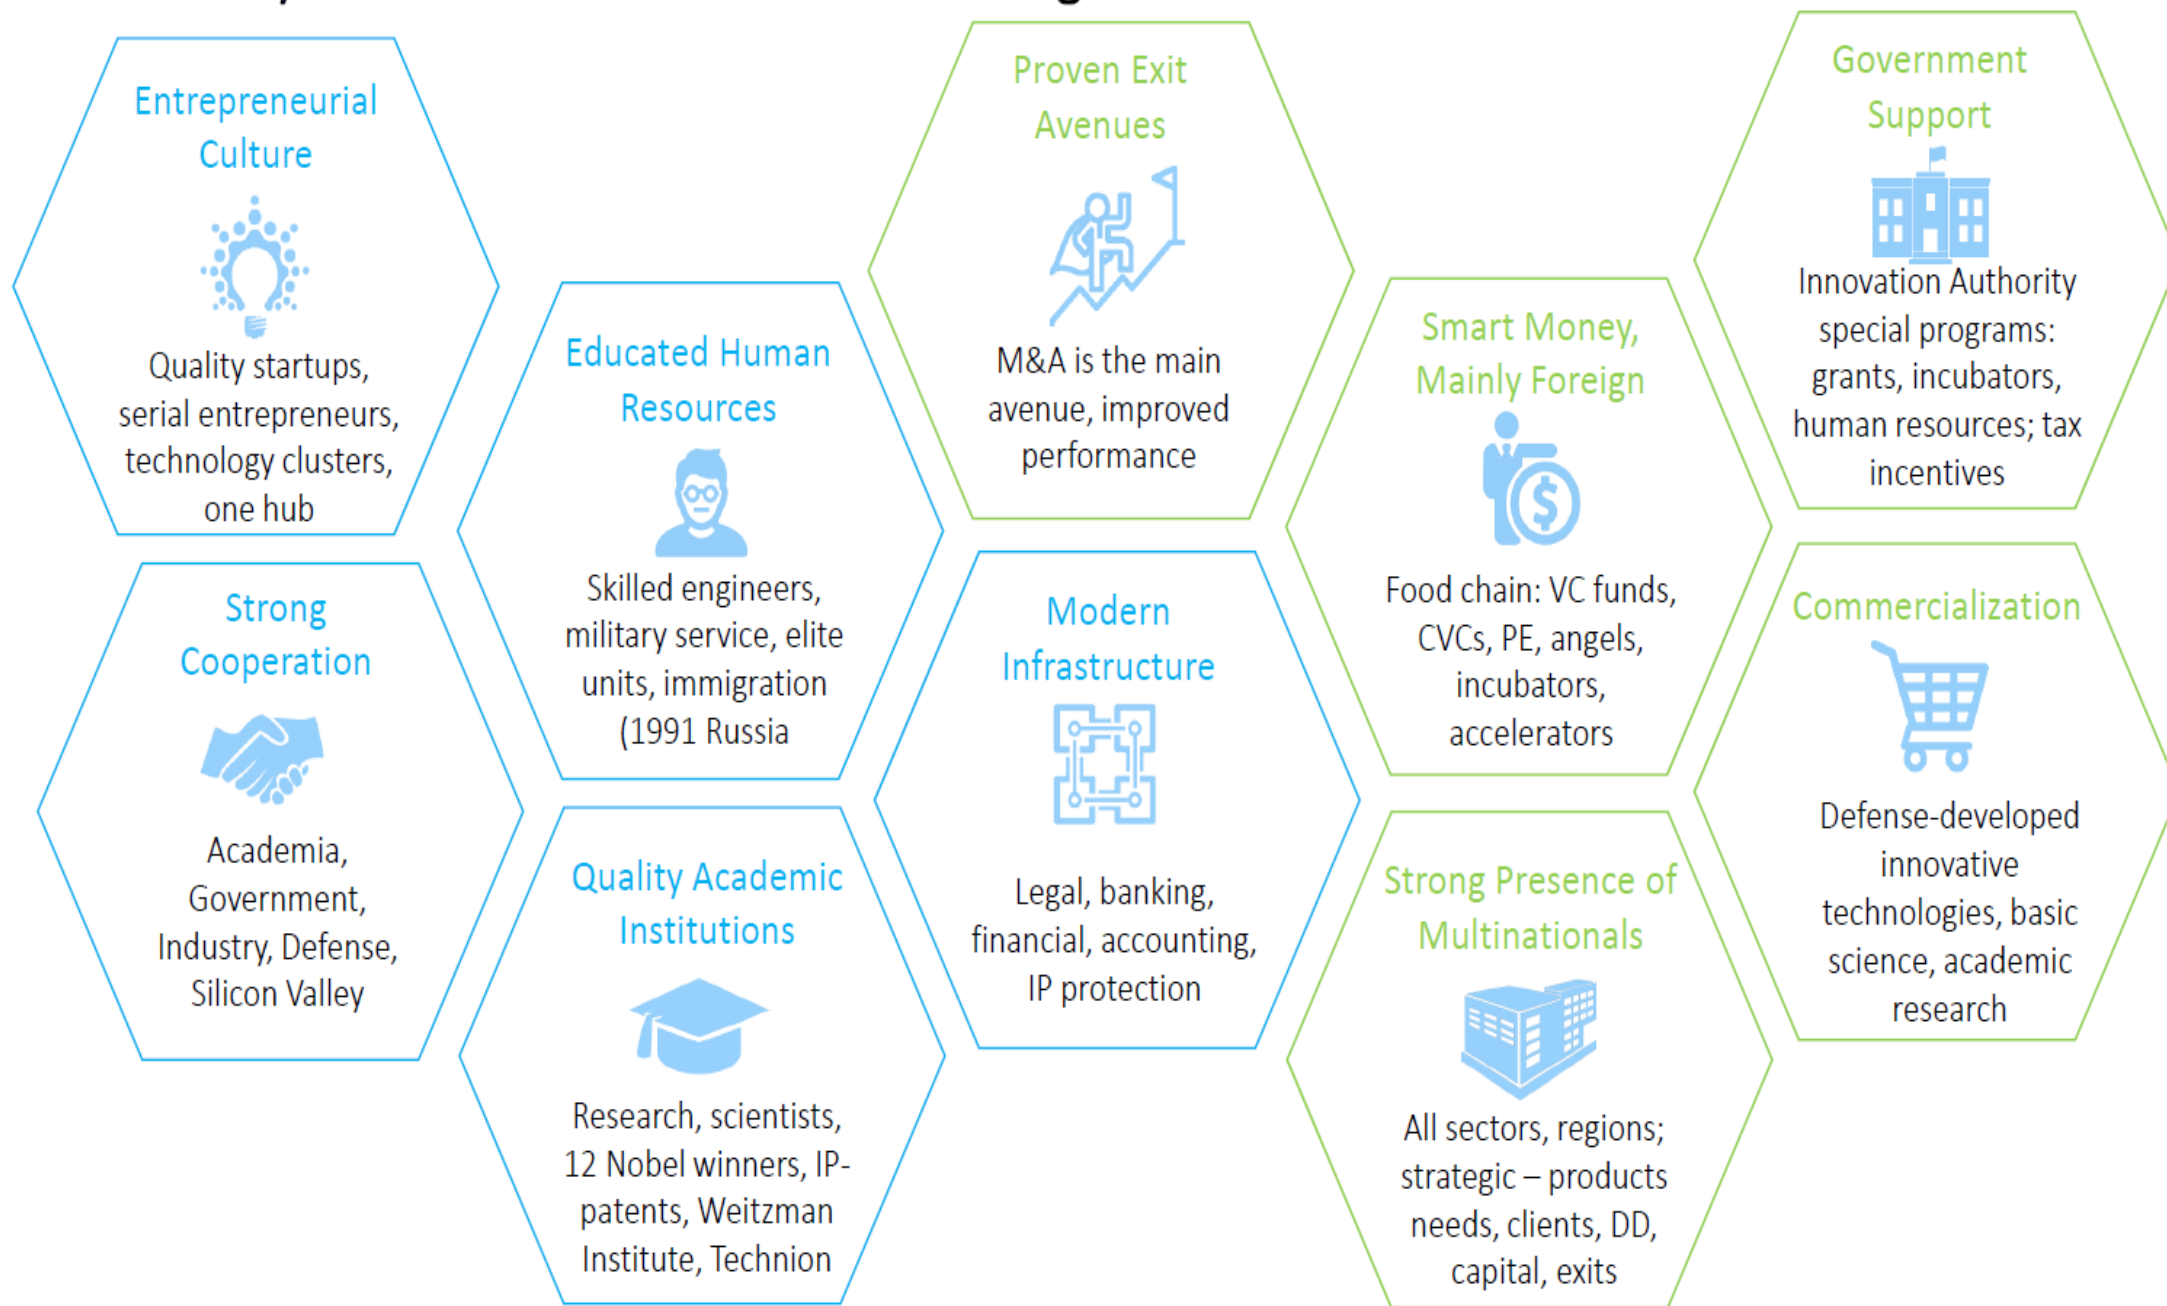 Entrepreneurial
Culture
Quality startups,
serial entrepreneurs,
technology clusters,
one hub
Strong
Cooperation
Academia,
Government,
Industry, Defense,
Silicon Valley
Educated Human
Resources
Skilled engineers,
military service, elite
units, immigration
(1991 Russia
Quality Academic
Institutions
Research, scientists,
12 Nobel winners, IP-
patents, Weitzman
Institute, Technion
Proven Exit
Avenues
M&A is the main
avenue, improved
performance
Modern
Infrastructure
Legal, banking,
financial, accounting,
IP protection
Smart Money,
Mainly Foreign
$
Food chain: VC funds,
CVCs, PE, angels,
incubators,
accelerators
Strong Presence of
Multinationals
All sectors, regions;
strategic – products
needs, clients, DD,
capital, exits
Government
Support
Innovation Authority
special programs:
grants, incubators,
human resources; tax
incentives
Commercialization
Defense-developed
innovative
technologies, basic
science, academic
research